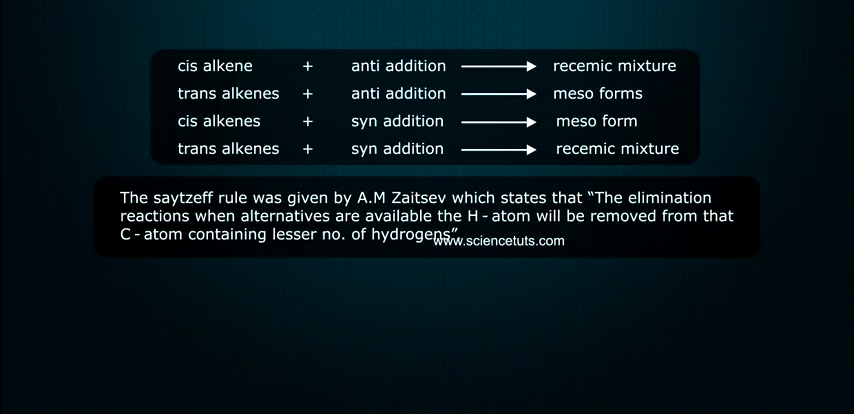 cis alkene + anti addition recemic mixture
trans alkenes + anti addition meso forms
cis alkenes + syn addition meso form
trans alkenes + syn addition recemic mixture
The saytzeff rule was given by A.M Zaitsev which states that “The elimination
reactions when alternatives are available the H - atom will be removed from that
C - atom containing lesser no. of hydrogens”
www.sciencetuts.com